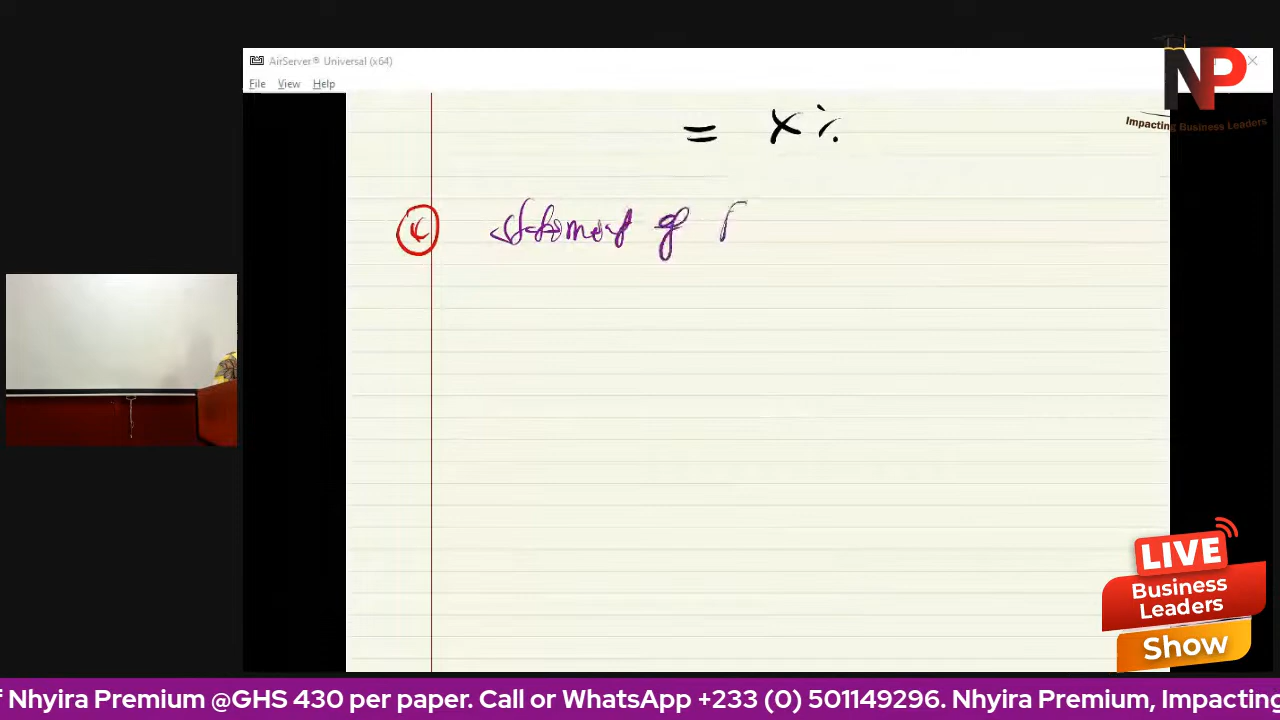 AirServer® Universal (x64)
File View Help
NP
Impacting Business Leaders
= X %
statement of
LIVE
Business
Leaders
Show
f Nhyira Premium @GHS 430 per paper. Call or WhatsApp +233 (0) 501149296. Nhyira Premium, Impacting